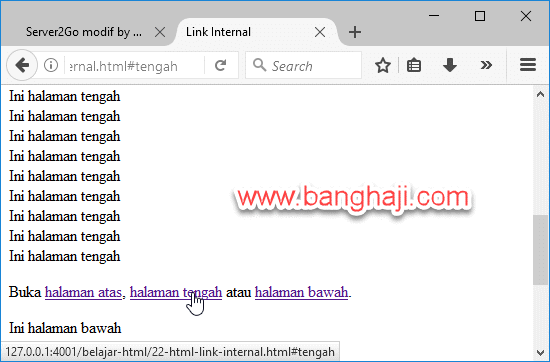 Server2Go modif by ...
Link Internal
ernal.html#tengah
Search
Ini halaman tengah
Ini halaman tengah
Ini halaman tengah
Ini halaman tengah
Ini halaman tengah
Ini halaman tengah
Ini halaman tengah
Ini halaman tengah
Ini halaman tengah
www.banghaji.com
Buka halaman atas, halaman tengah atau halaman bawah.
Ini halaman bawah
127.0.0.1:4001/belajar-html/22-html-link-internal.html#tengah